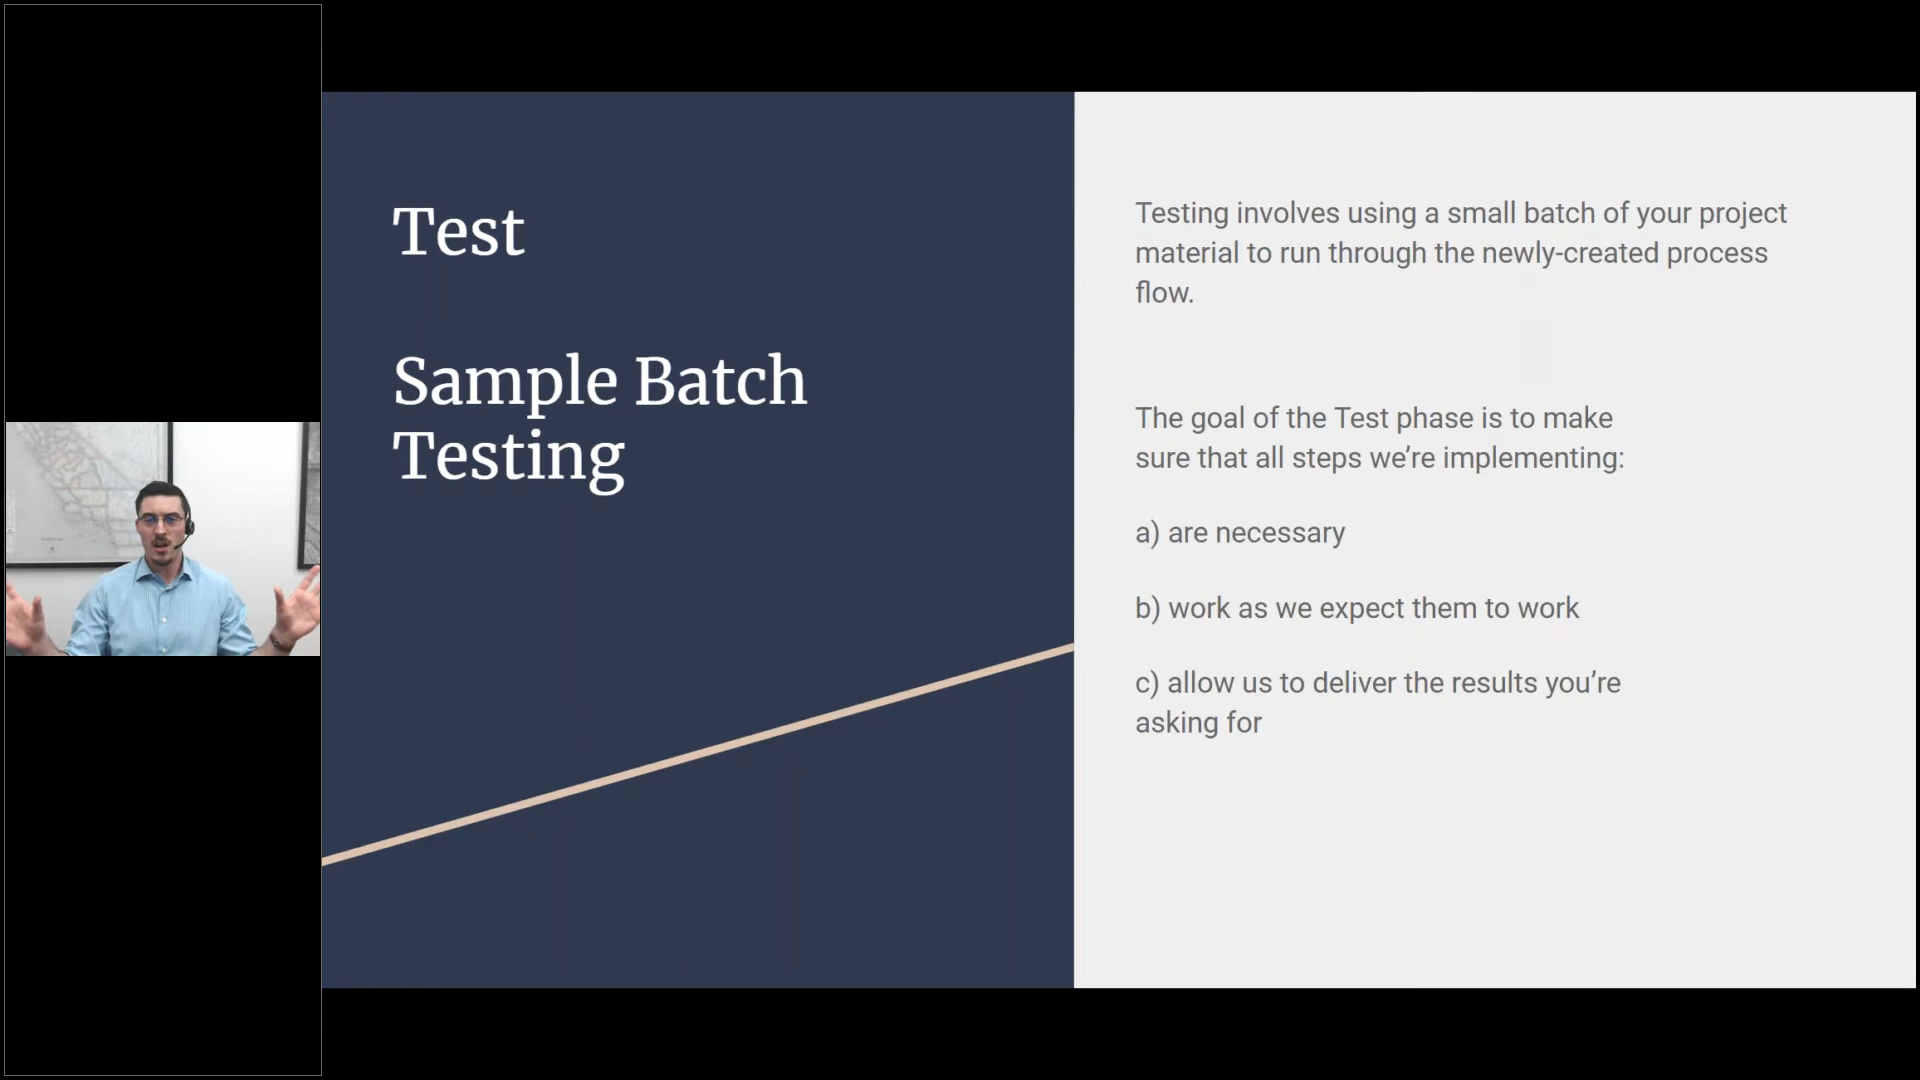 Test
Sample Batch
Testing
Testing involves using a small batch of your project
material to run through the newly-created process
flow.
The goal of the Test phase is to make
sure that all steps we’re implementing:
a) are necessary
b) work as we expect them to work
c) allow us to deliver the results you’re
asking for